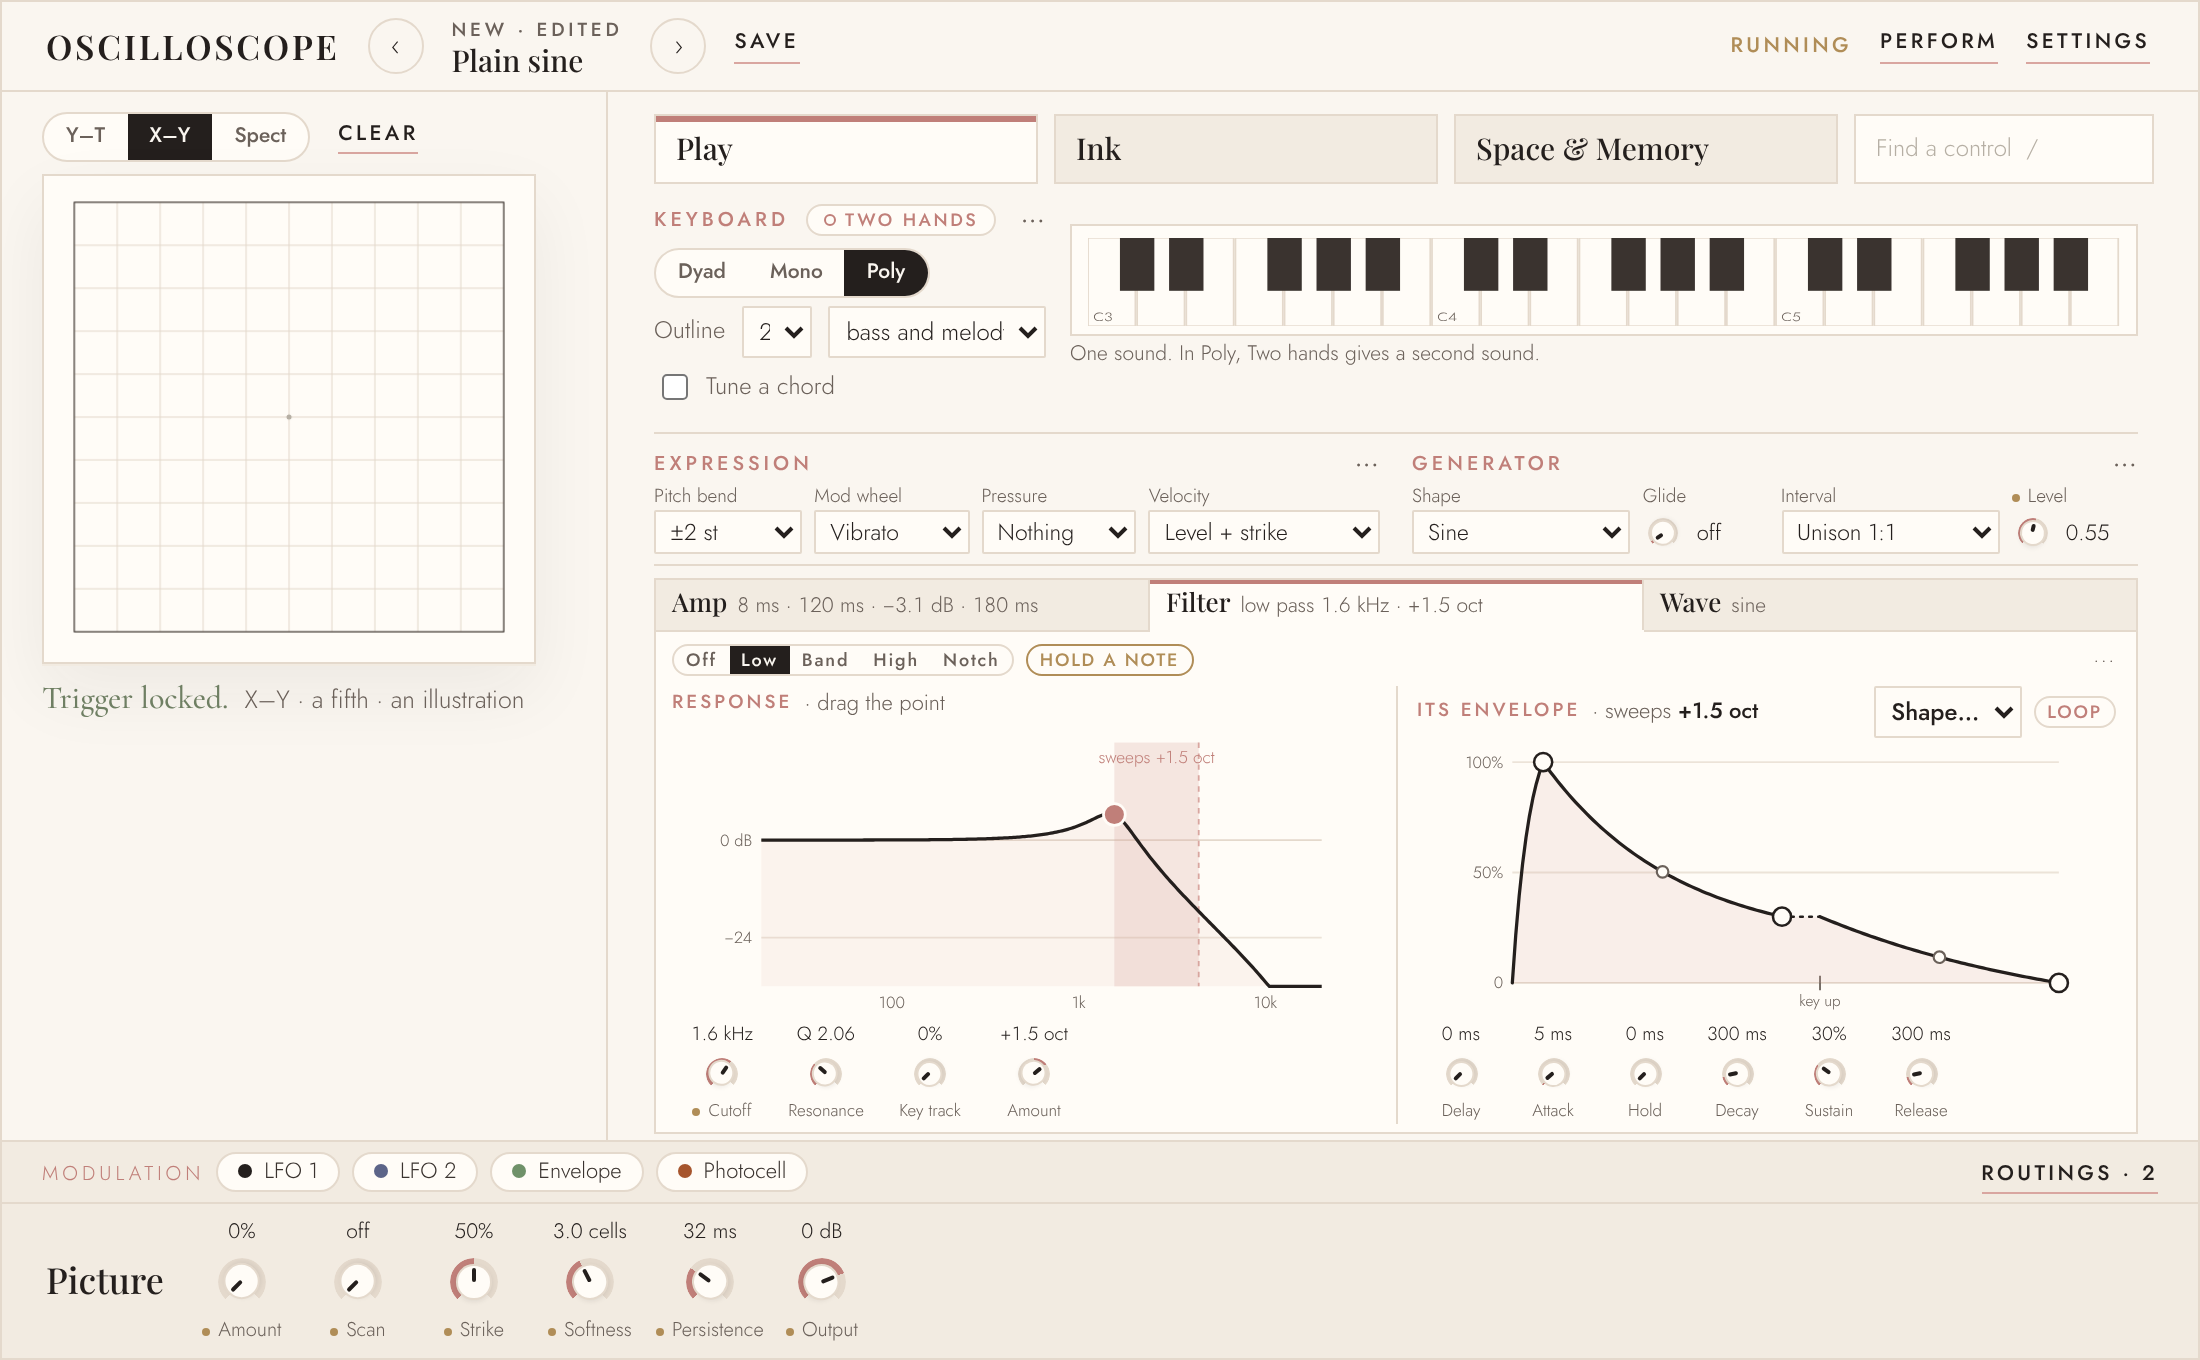 OSCILLOSCOPE
‹
NEW · EDITED
Plain sine
›
SAVE
RUNNING
PERFORM
SETTINGS
Y–T X–Y Spect
CLEAR
Trigger locked. X–Y · a fifth · an illustration
Play
Ink
Space & Memory
Find a control /
KEYBOARD
TWO HANDS
...
Dyad Mono Poly
Outline
2
bass and melod
Tune a chord
C3
C4
C5
One sound. In Poly, Two hands gives a second sound.
EXPRESSION
...
Pitch bend Mod wheel Pressure Velocity
±2 st Vibrato Nothing Level + strike
GENERATOR
...
Shape Glide Interval Level
Sine off Unison 1:1 0.55
Amp 8 ms · 120 ms · −3.1 dB · 180 ms
Filter low pass 1.6 kHz · +1.5 oct
Wave sine
Off Low Band High Notch
HOLD A NOTE
...
RESPONSE · drag the point
sweeps +1.5 oct
0 dB
−24
100 1k 10k
1.6 kHz Q 2.06 0% +1.5 oct
Cutoff Resonance Key track Amount
ITS ENVELOPE · sweeps +1.5 oct
Shape...
LOOP
100%
50%
0
key up
0 ms 5 ms 0 ms 300 ms 30% 300 ms
Delay Attack Hold Decay Sustain Release
MODULATION
LFO 1
LFO 2
Envelope
Photocell
ROUTINGS · 2
Picture
0% off 50% 3.0 cells 32 ms 0 dB
Amount Scan Strike Softness Persistence Output